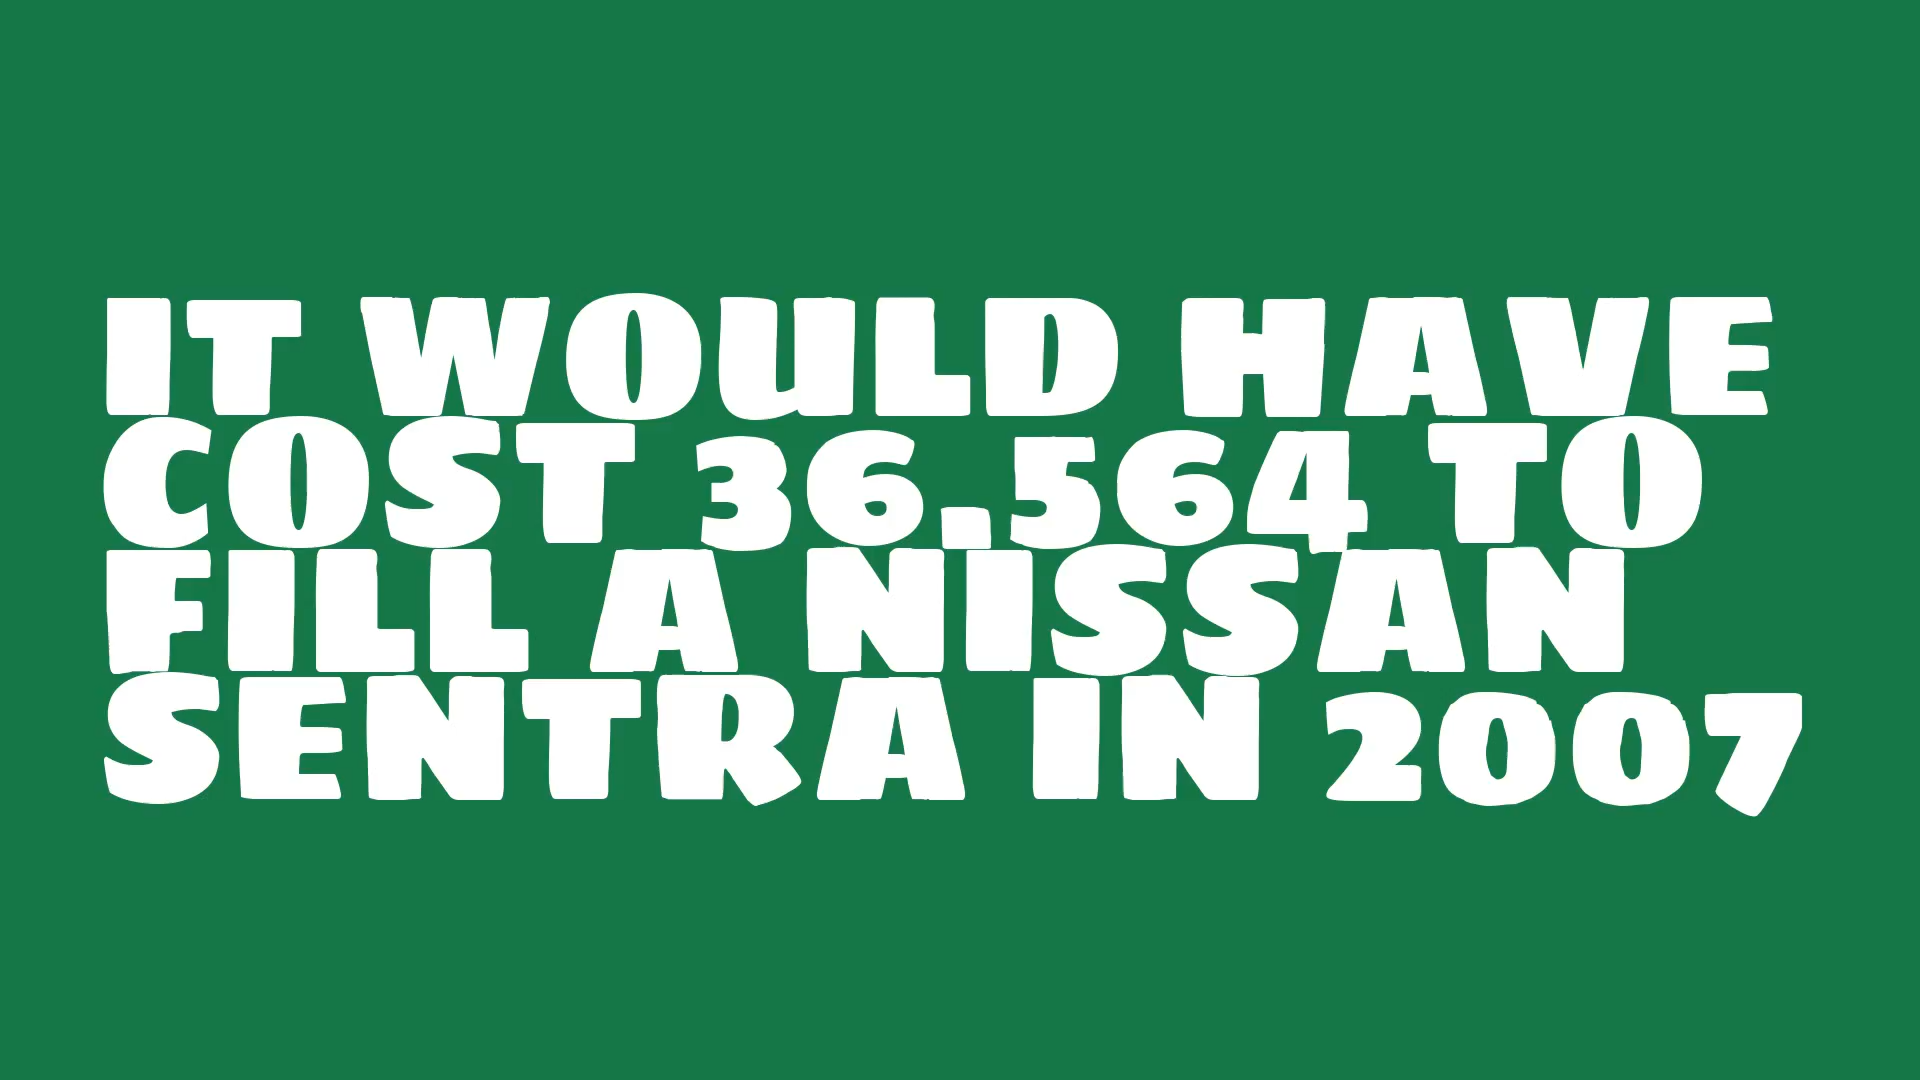 IT WOULD HAVE
COST 36.564 TO
FILL A NISSAN
SENTRA IN 2007